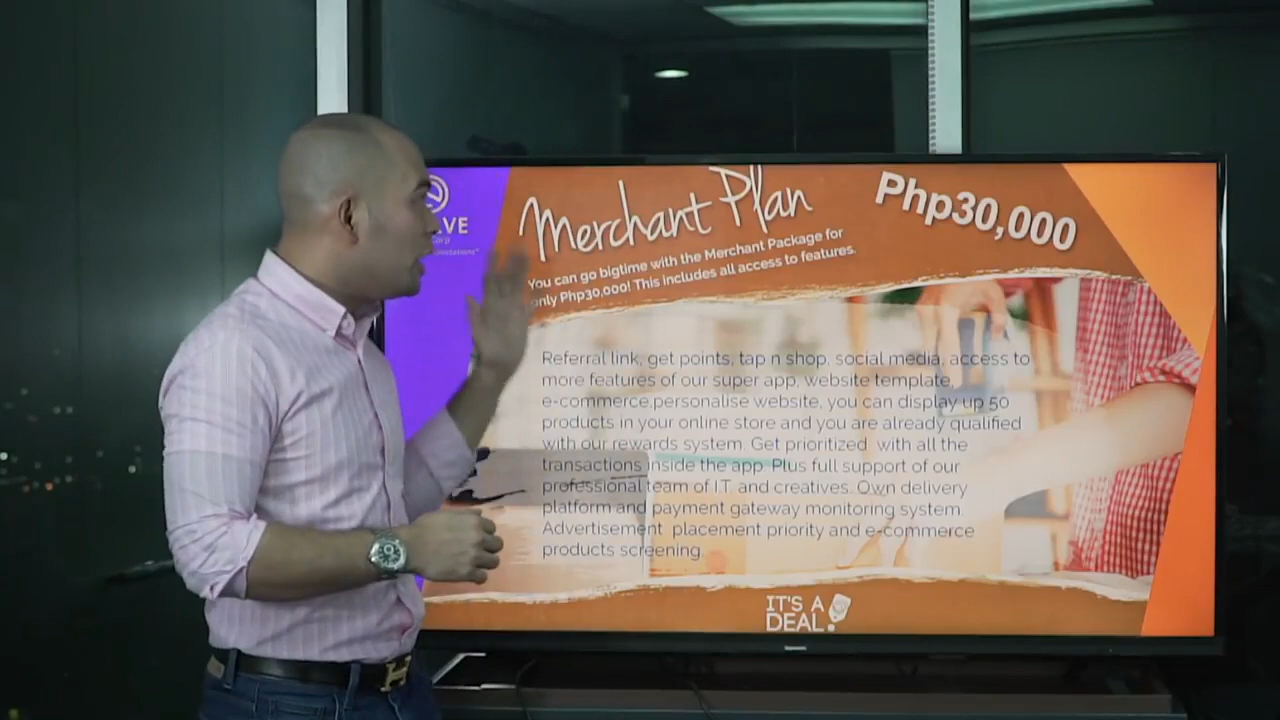 Merchant Plan
Php30,000
You can go bigtime with the Merchant Package for
only Php30,000! This includes all access to features.
Referral link, get points, tap n shop, social media, access to
more features of our super app, website template,
e-commerce,personalise website, you can display up 50
products in your online store and you are already qualified
with our rewards system. Get prioritized with all the
transactions inside the app. Plus full support of our
professional team of I.T. and creatives. Own delivery
platform and payment gateway monitoring system.
Advertisement placement priority and e-commerce
products screening.
IT'S A
DEAL!